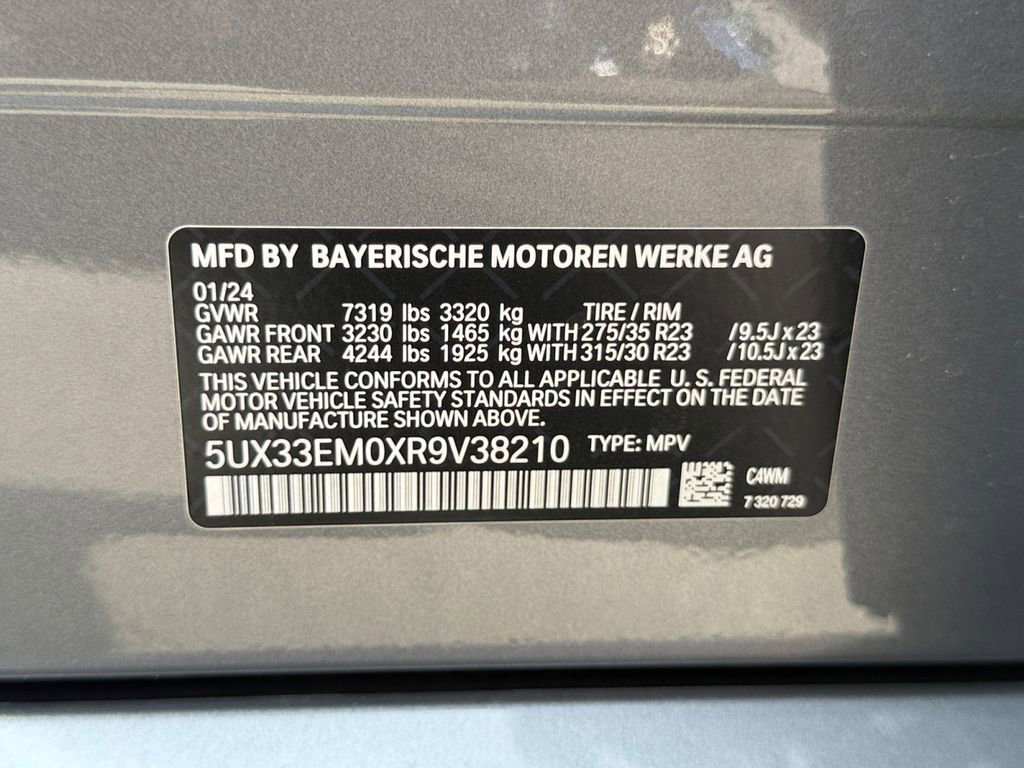 MFD BY BAYERISCHE MOTOREN WERKE AG
01/24
GVWR 7319 lbs 3320 kg TIRE / RIM
GAWR FRONT 3230 lbs 1465 kg WITH 275/35 R23 /9.5J x 23
GAWR REAR 4244 lbs 1925 kg WITH 315/30 R23 /10.5J x 23
THIS VEHICLE CONFORMS TO ALL APPLICABLE U. S. FEDERAL
MOTOR VEHICLE SAFETY STANDARDS IN EFFECT ON THE DATE
OF MANUFACTURE SHOWN ABOVE.
5UX33EM0XR9V38210 TYPE: MPV
C4WM
7 320 729